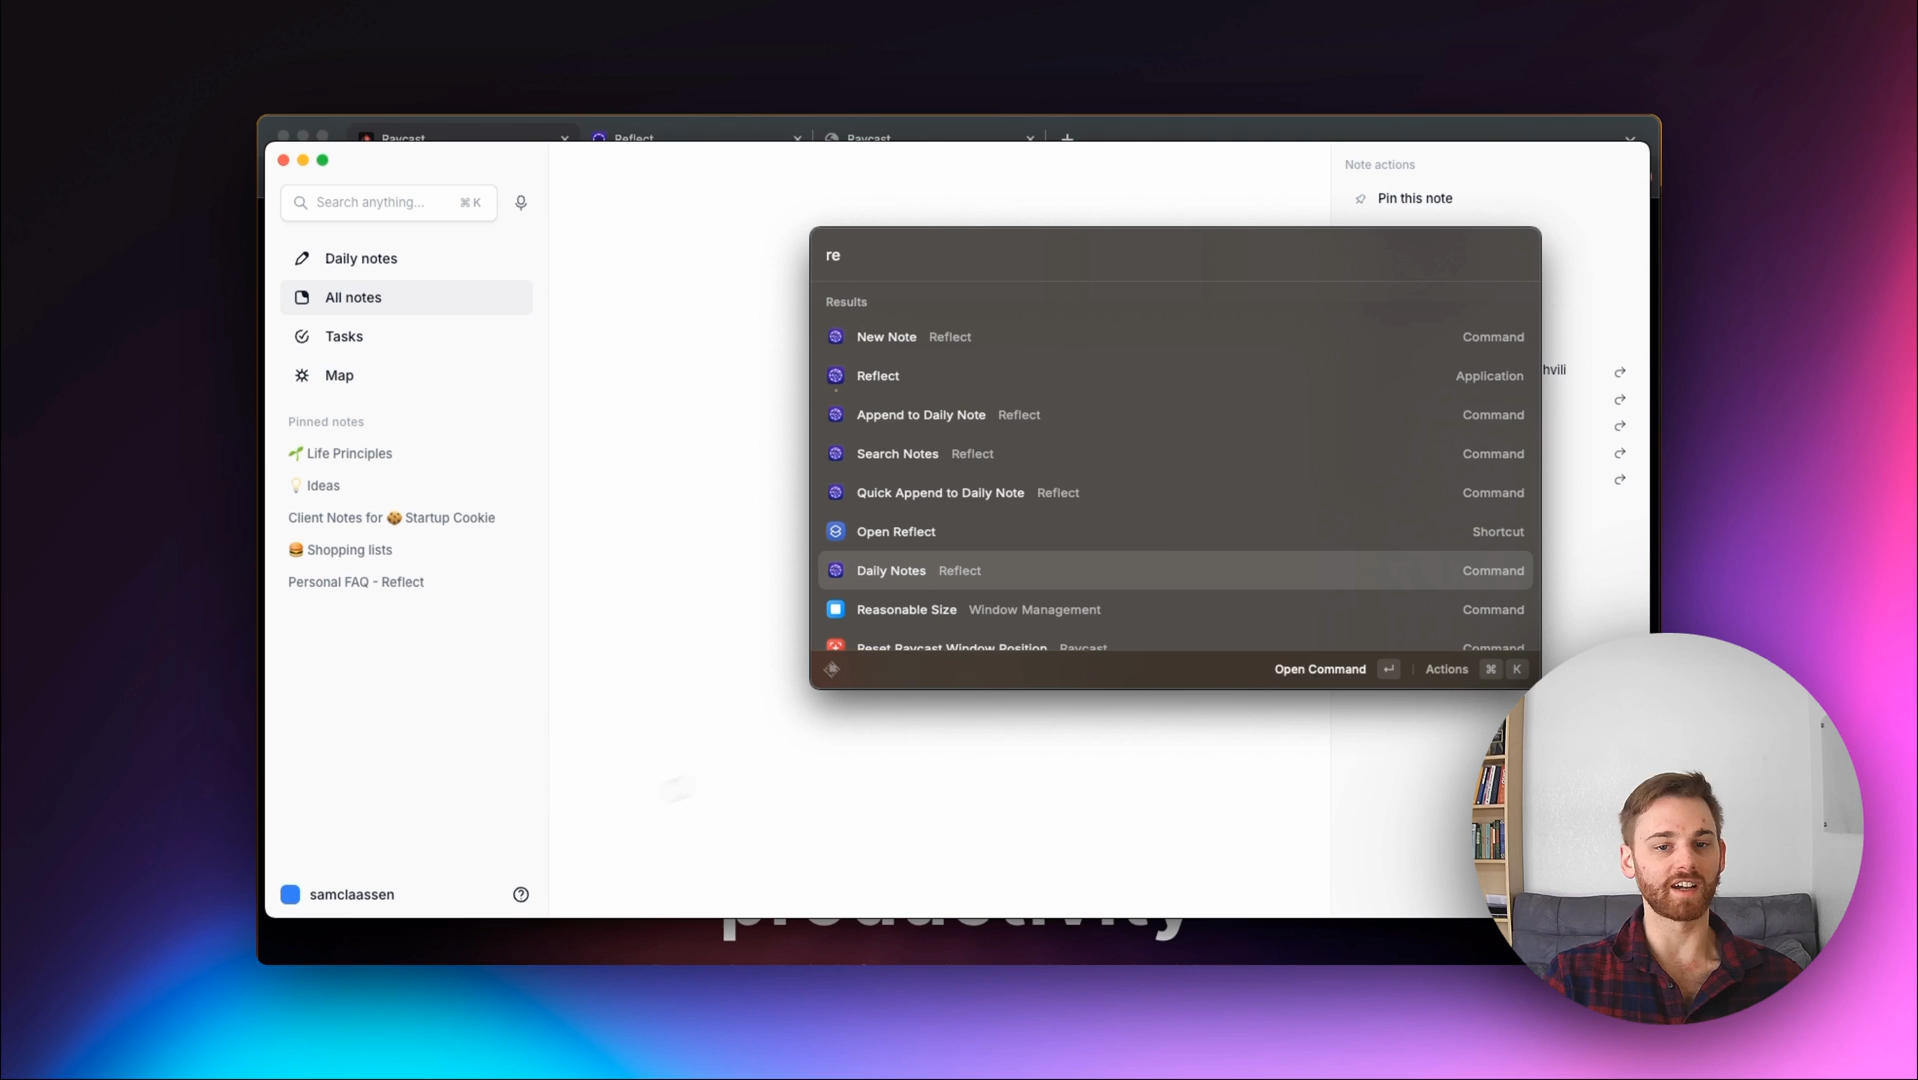 Raycast
Reflect
Raycast
Search anything... ⌘ K
Daily notes
All notes
Tasks
Map
Pinned notes
🌱 Life Principles
💡 Ideas
Client Notes for 🍪 Startup Cookie
🍔 Shopping lists
Personal FAQ - Reflect
samclaassen
Note actions
Pin this note
hvili
re
Results
New Note Reflect Command
Reflect Application
Append to Daily Note Reflect Command
Search Notes Reflect Command
Quick Append to Daily Note Reflect Command
Open Reflect Shortcut
Daily Notes Reflect Command
Reasonable Size Window Management Command
Reset Raycast Window Position Raycast Command
Open Command ↵ Actions ⌘ K
productivity